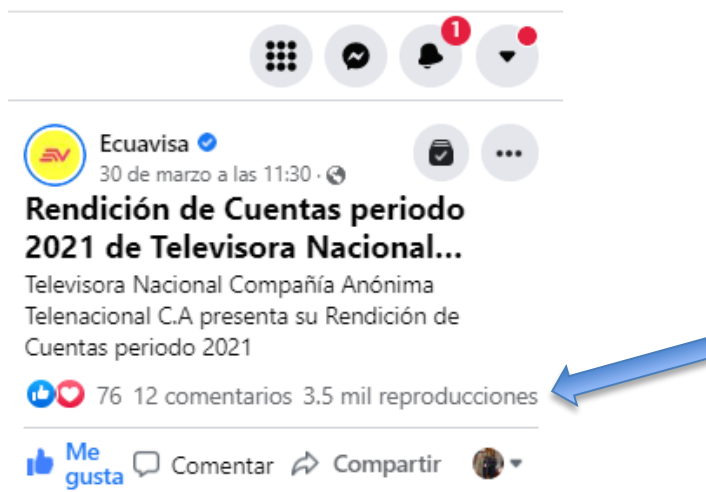 1
Ecuavisa
30 de marzo a las 11:30 ·
Rendición de Cuentas periodo
2021 de Televisora Nacional...
Televisora Nacional Compañía Anónima
Telenacional C.A presenta su Rendición de
Cuentas periodo 2021
76 12 comentarios 3.5 mil reproducciones
Me
gusta Comentar Compartir